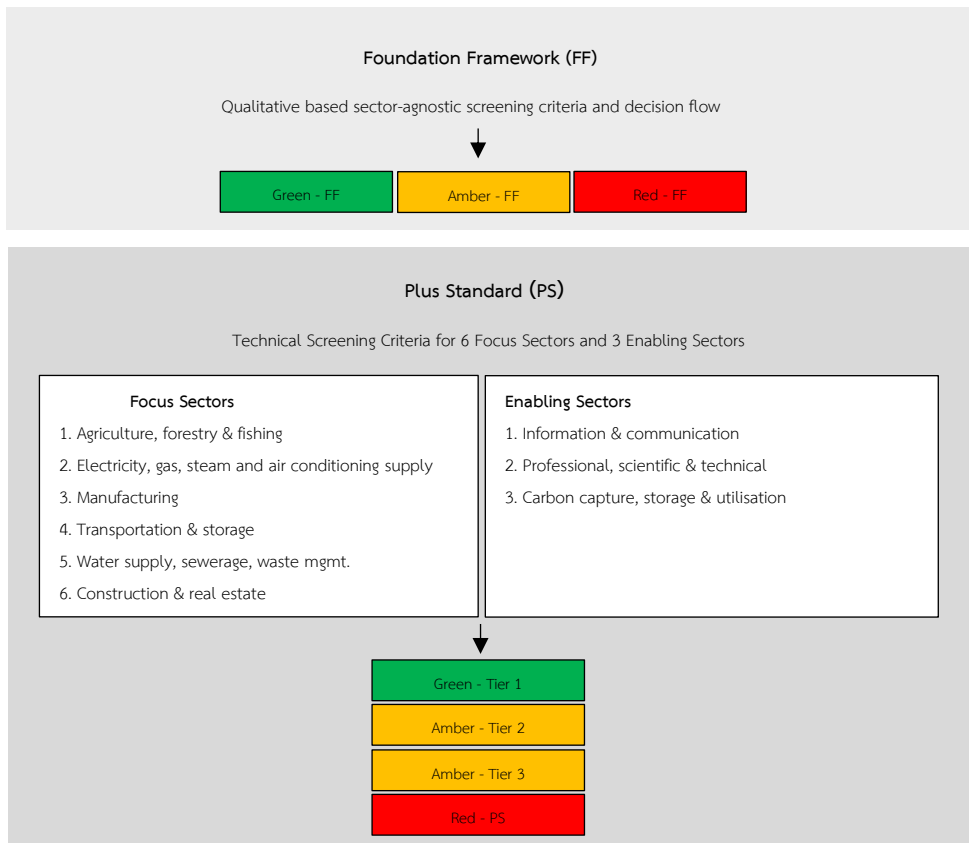 Foundation Framework (FF)
Qualitative based sector-agnostic screening criteria and decision flow
Green - FF
Amber - FF
Red - FF
Plus Standard (PS)
Technical Screening Criteria for 6 Focus Sectors and 3 Enabling Sectors
Focus Sectors
1. Agriculture, forestry & fishing
2. Electricity, gas, steam and air conditioning supply
3. Manufacturing
4. Transportation & storage
5. Water supply, sewerage, waste mgmt.
6. Construction & real estate
Enabling Sectors
1. Information & communication
2. Professional, scientific & technical
3. Carbon capture, storage & utilisation
Green - Tier 1
Amber - Tier 2
Amber - Tier 3
Red - PS